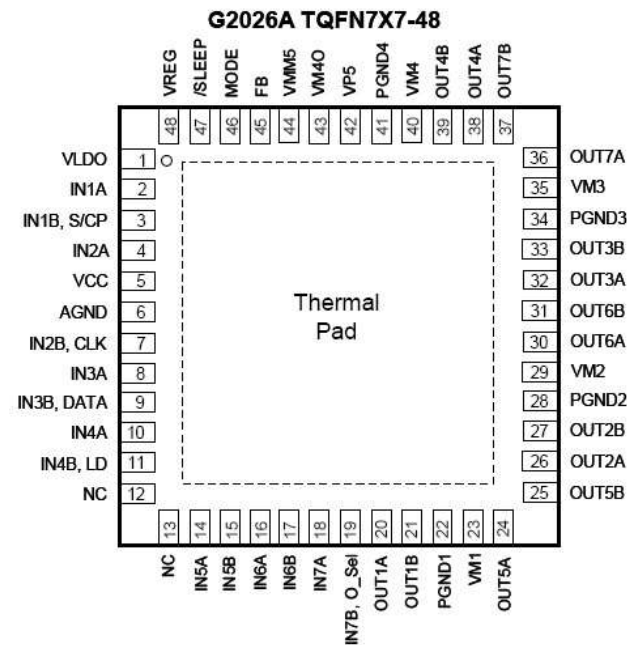 G2026A TQFN7X7-48
VREG
/SLEEP
MODE
FB
VMM5
VM4O
VP5
PGND4
VM4
OUT4B
OUT4A
OUT7B
48
47
46
45
44
43
42
41
40
39
38
37
VLDO 1
IN1A 2
IN1B, S/CP 3
IN2A 4
VCC 5
AGND 6
IN2B, CLK 7
IN3A 8
IN3B, DATA 9
IN4A 10
IN4B, LD 11
NC 12
Thermal
Pad
36 OUT7A
35 VM3
34 PGND3
33 OUT3B
32 OUT3A
31 OUT6B
30 OUT6A
29 VM2
28 PGND2
27 OUT2B
26 OUT2A
25 OUT5B
13
14
15
16
17
18
19
20
21
22
23
24
NC
IN5A
IN5B
IN6A
IN6B
IN7A
IN7B, O_Sel
OUT1A
OUT1B
PGND1
VM1
OUT5A